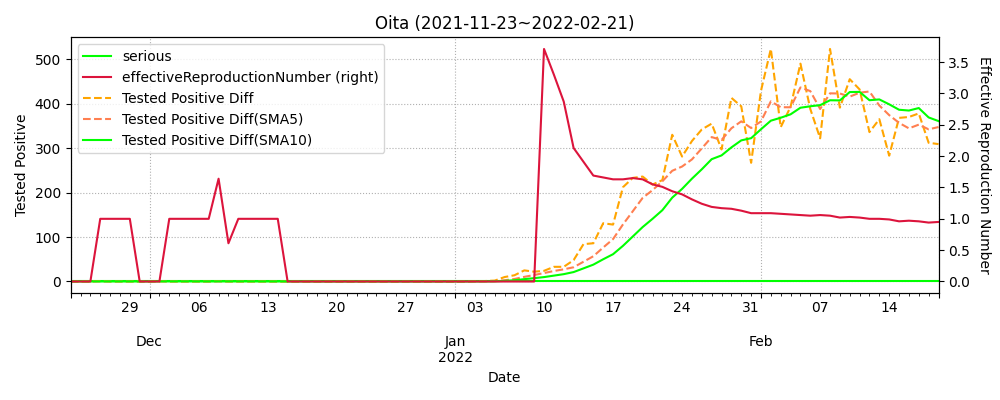 Oita (2021-11-23~2022-02-21)
serious
effectiveReproductionNumber (right)
Tested Positive Diff
Tested Positive Diff(SMA5)
Tested Positive Diff(SMA10)
Tested Positive
500
400
300
200
100
0
Effective Reproduction Number
3.5
3.0
2.5
2.0
1.5
1.0
0.5
0.0
29 06 13 20 27 03 10 17 24 31 07 14
Dec Jan Feb
2022
Date